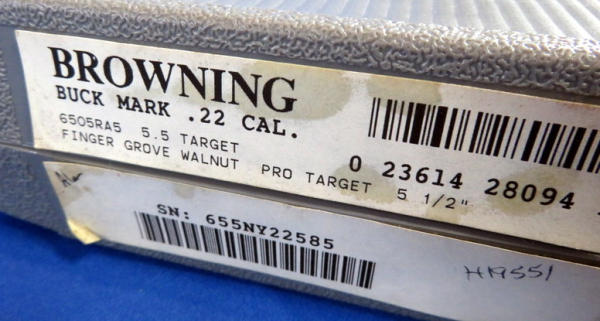 BROWNING
BUCK MARK .22 CAL.
6505RA5 5.5 TARGET
FINGER GROVE WALNUT PRO TARGET 5 1/2"
0 23614 28094
SN: 655NY22585
H19551